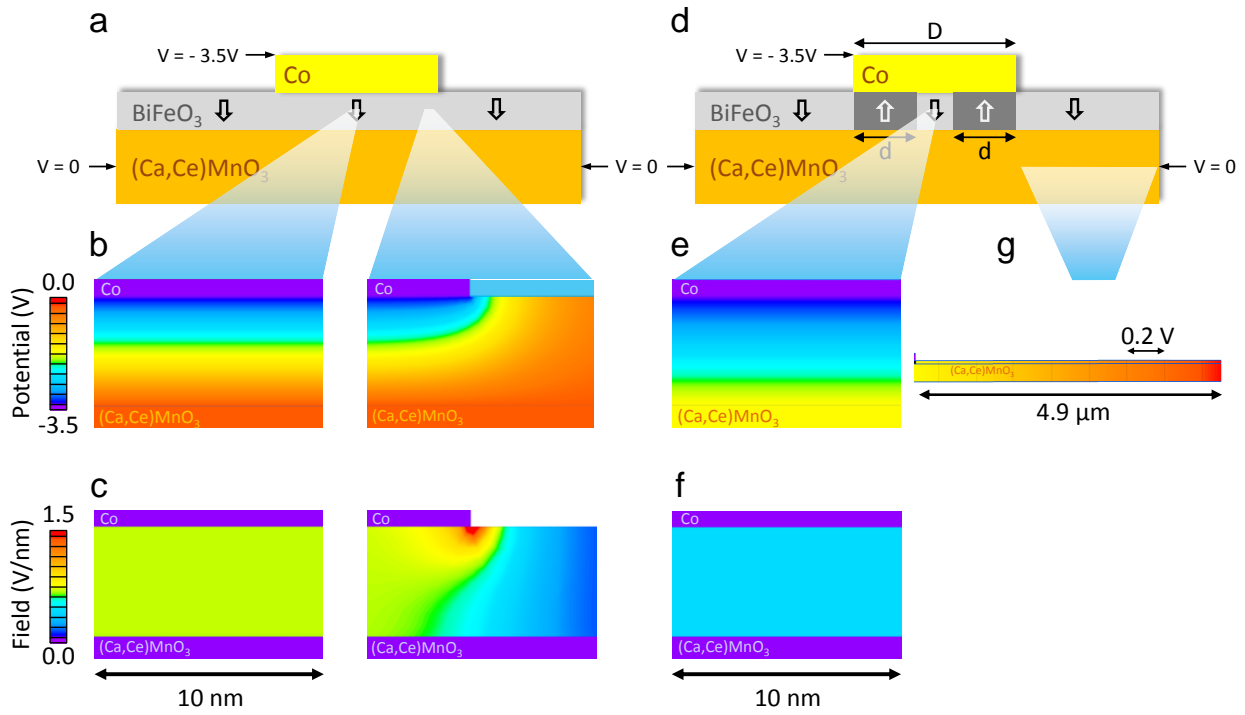 a
V = - 3.5V
Co
BiFeO₃
V = 0
(Ca,Ce)MnO₃
V = 0
d
D
V = - 3.5V
Co
BiFeO₃
d
d
(Ca,Ce)MnO₃
V = 0
b
0.0
Potential (V)
-3.5
Co
(Ca,Ce)MnO₃
Co
(Ca,Ce)MnO₃
e
Co
(Ca,Ce)MnO₃
g
0.2 V
(Ca,Ce)MnO₃
4.9 µm
c
1.5
Field (V/nm)
0.0
Co
(Ca,Ce)MnO₃
10 nm
Co
(Ca,Ce)MnO₃
f
Co
(Ca,Ce)MnO₃
10 nm